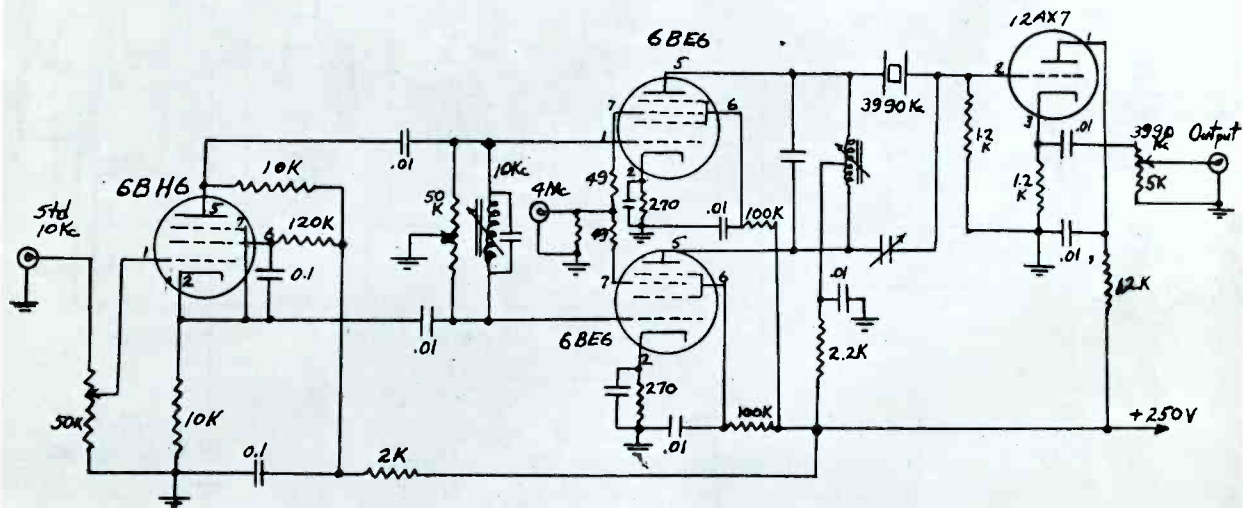 12AX7
6BE6
1
5
2
3990 Kc
7
6
1
3
.01
3990 Kc
Output
5K
1.2 K
1.2 K
.01
.01
10K
6BH6
5
7
6
120K
Std
10Kc
1
2
0.1
50 K
10Kc
4Mc
49
49
2
270
.01
100K
5
7
6
6BE6
.01
.01
2.2K
2
270
.01
100K
+250V
50K
10K
0.1
2K